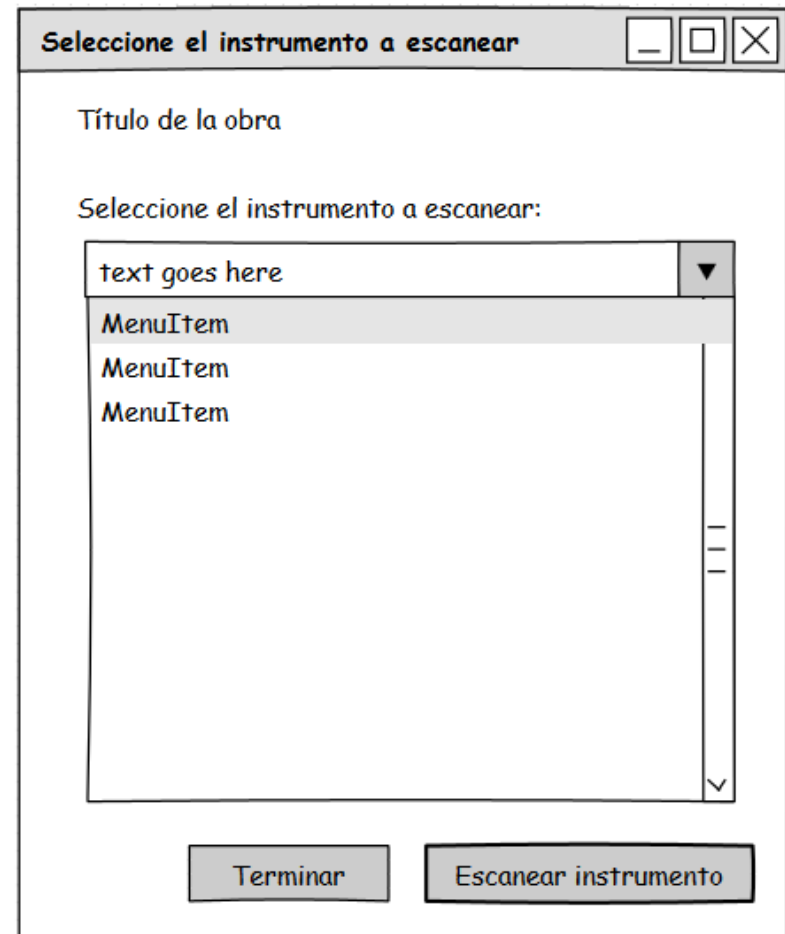 Seleccione el instrumento a escanear
Título de la obra
Seleccione el instrumento a escanear:
text goes here
MenuItem
MenuItem
MenuItem
Terminar
Escanear instrumento